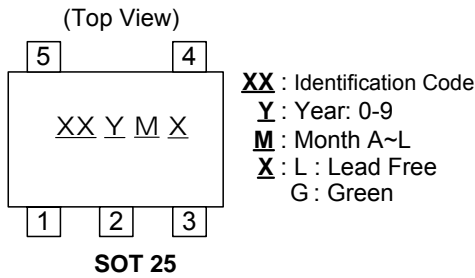 (Top View)
5 4
XX Y M X
1 2 3
SOT 25
XX : Identification Code
Y : Year: 0-9
M : Month A~L
X : L : Lead Free
G : Green